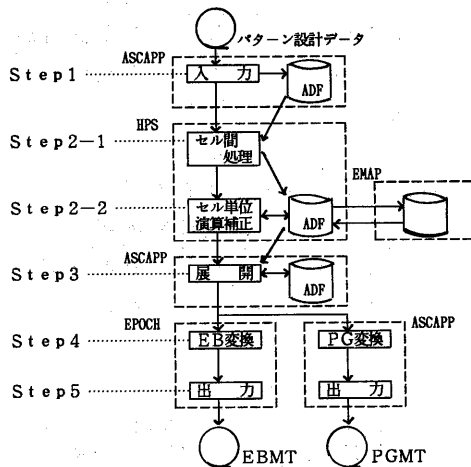 パターン設計データ
ASCAPP
Step1
入力
ADF
HPS
Step2-1
セル間
処理
EMAP
Step2-2
セル単位
演算補正
ADF
ASCAPP
Step3
展開
ADF
EPOCH
ASCAPP
Step4
EB変換
PG変換
Step5
出力
出力
EBMT
PGMT